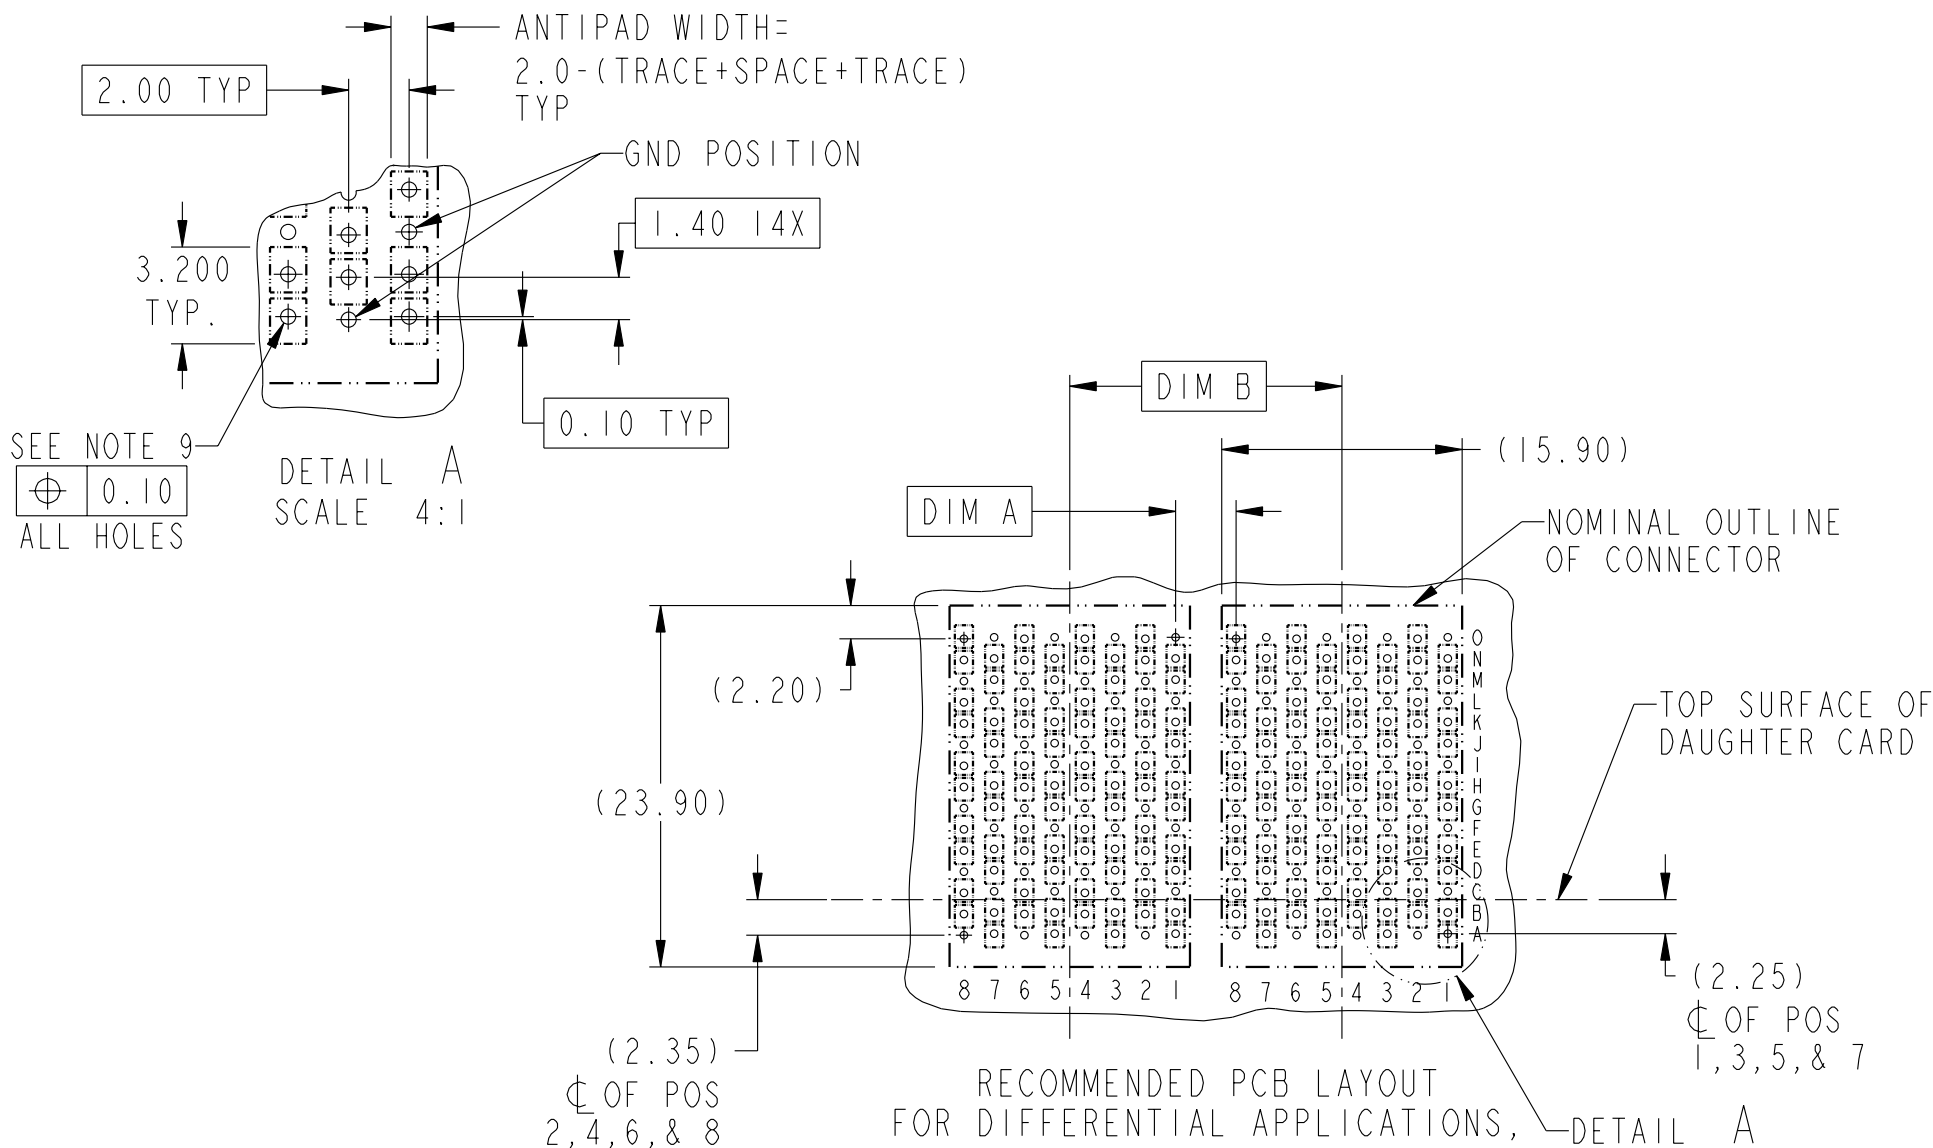 ANTIPAD WIDTH=
2.0-(TRACE+SPACE+TRACE)
TYP
2.00 TYP
GND POSITION
1.40 14X
3.200
TYP.
0.10 TYP
SEE NOTE 9
⌖ 0.10
ALL HOLES
DETAIL A
SCALE 4:1
DIM B
(15.90)
DIM A
NOMINAL OUTLINE
OF CONNECTOR
(2.20)
O
N
M
L
K
J
I
H
G
F
E
D
C
B
A
TOP SURFACE OF
DAUGHTER CARD
(23.90)
8 7 6 5 4 3 2 1
8 7 6 5 4 3 2 1
(2.25)
℄ OF POS
1,3,5,& 7
(2.35)
℄ OF POS
2,4,6,& 8
RECOMMENDED PCB LAYOUT
FOR DIFFERENTIAL APPLICATIONS,
DETAIL A